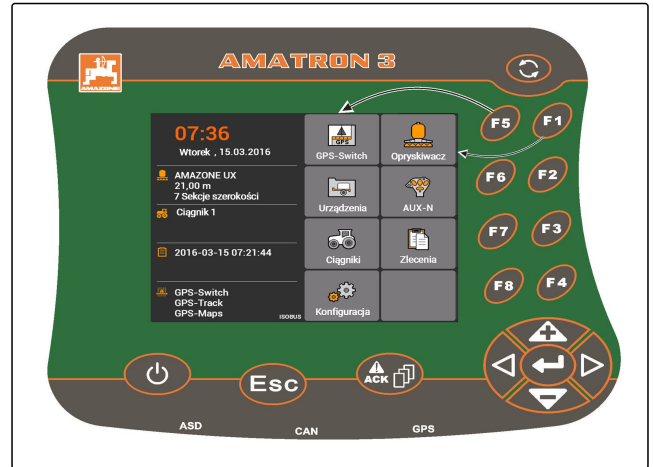 AMATRON 3
AMAZONE
07:36
Wtorek , 15.03.2016
AMAZONE UX
21,00 m
7 Sekcje szerokości
Ciągnik 1
2016-03-15 07:21:44
GPS-Switch
GPS-Track
GPS-Maps
ISOBUS
GPS
GPS-Switch
Opryskiwacz
Urządzenia
AUX-N
Ciągniki
Zlecenia
Konfiguracja
F5
F1
F6
F2
F7
F3
F8
F4
Esc
ACK
ASD
CAN
GPS